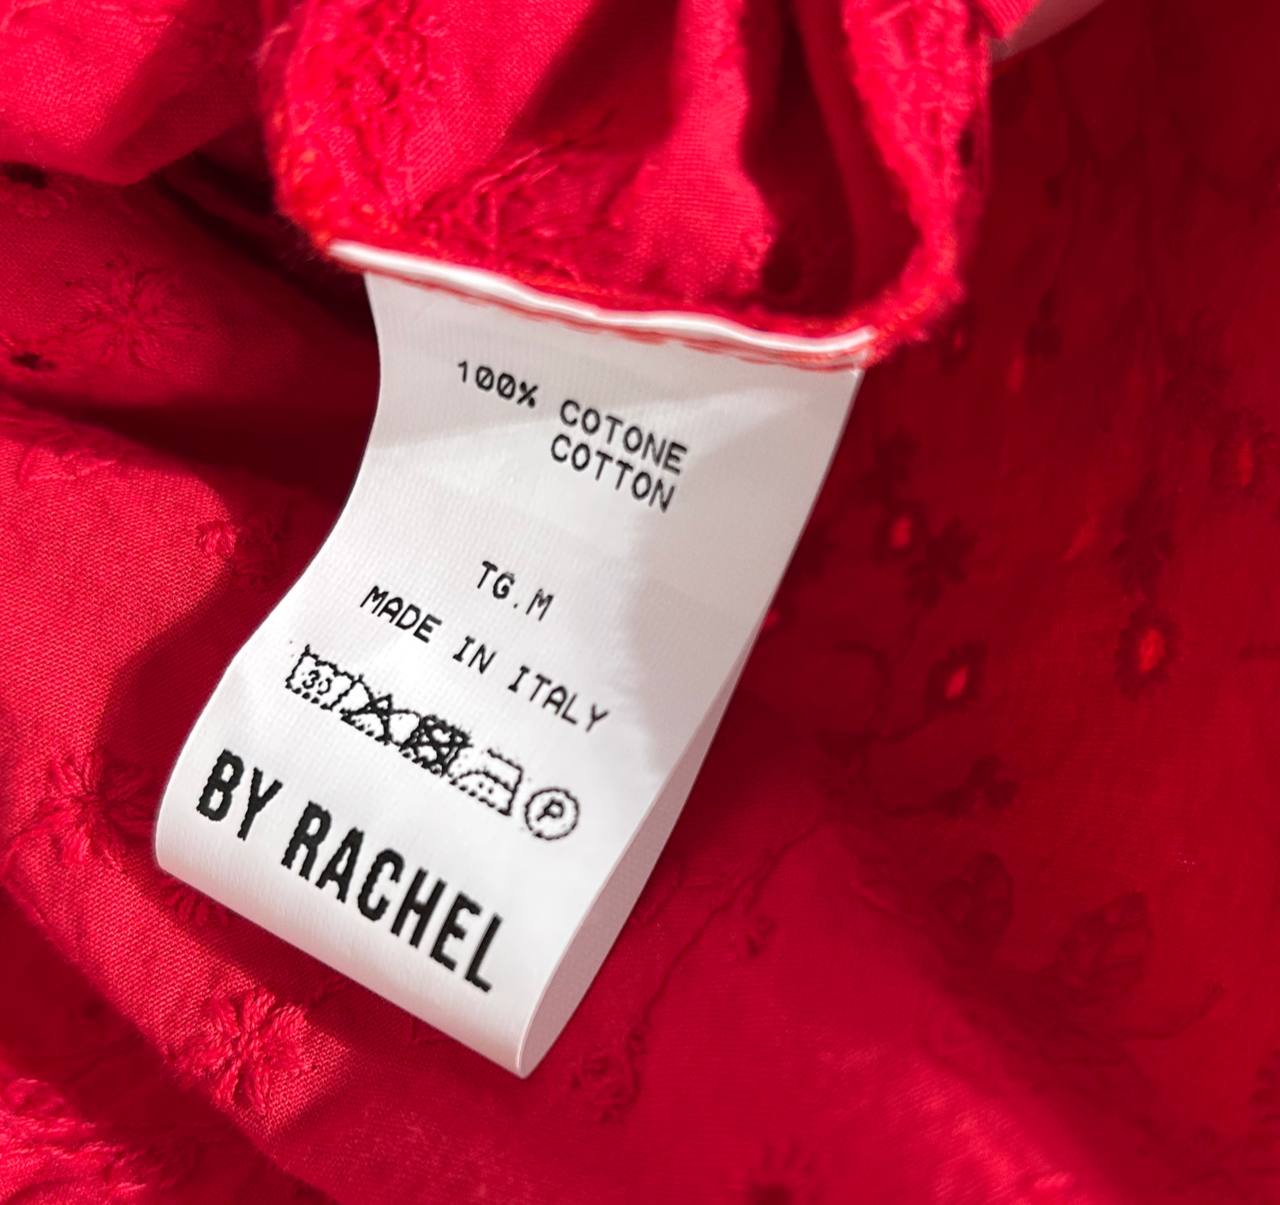 100% COTONE
COTTON
TG.M
MADE IN ITALY
30
P
BY RACHEL